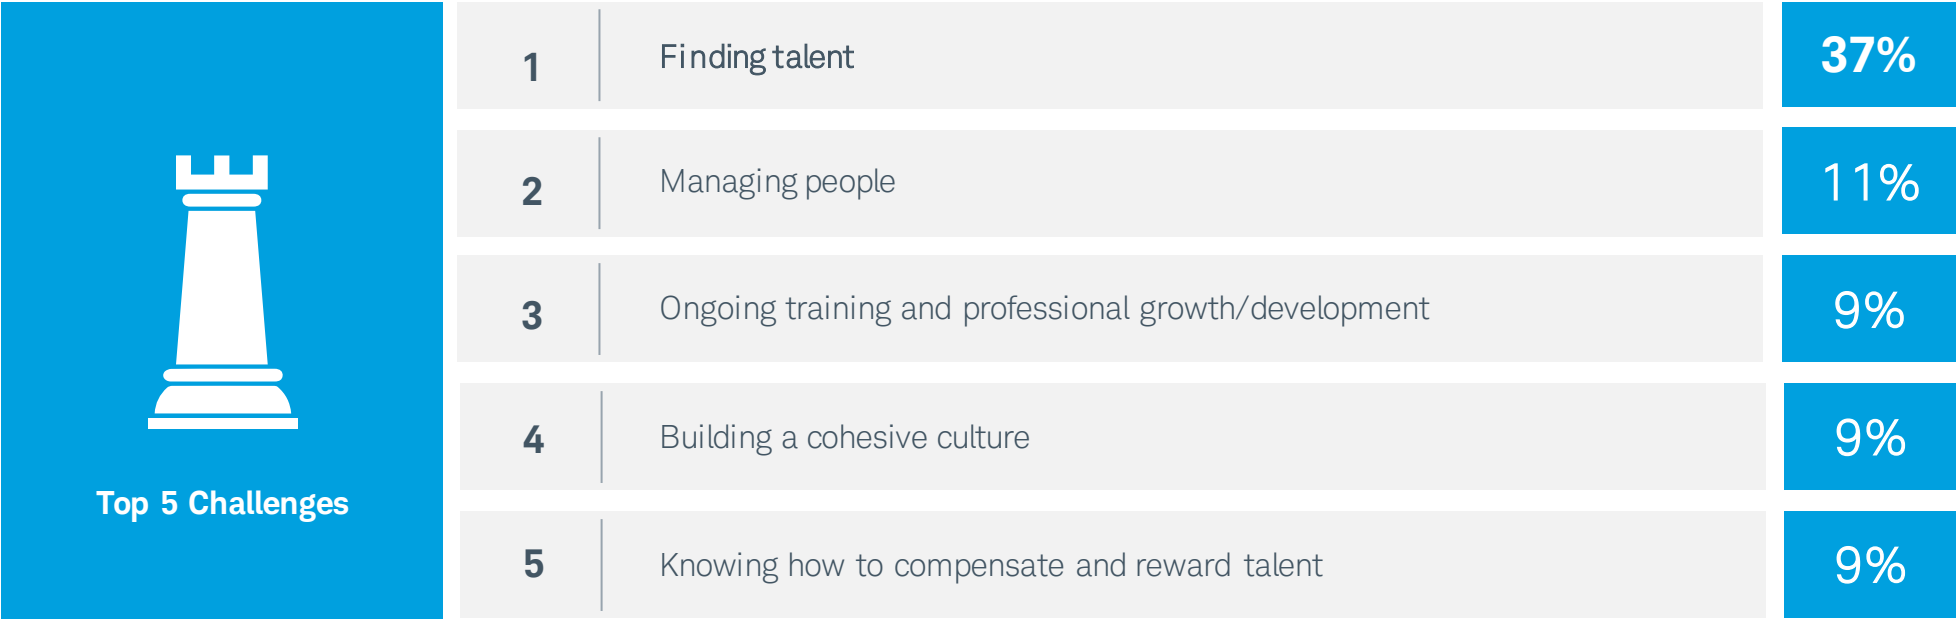 Top 5 Challenges
1 Finding talent 37%
2 Managing people 11%
3 Ongoing training and professional growth/development 9%
4 Building a cohesive culture 9%
5 Knowing how to compensate and reward talent 9%